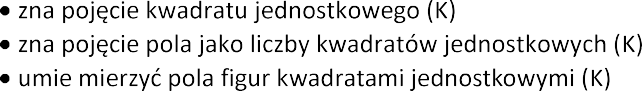 • zna pojęcie kwadratu jednostkowego (K)
• zna pojęcie pola jako liczby kwadratów jednostkowych (K)
• umie mierzyć pola figur kwadratami jednostkowymi (K)